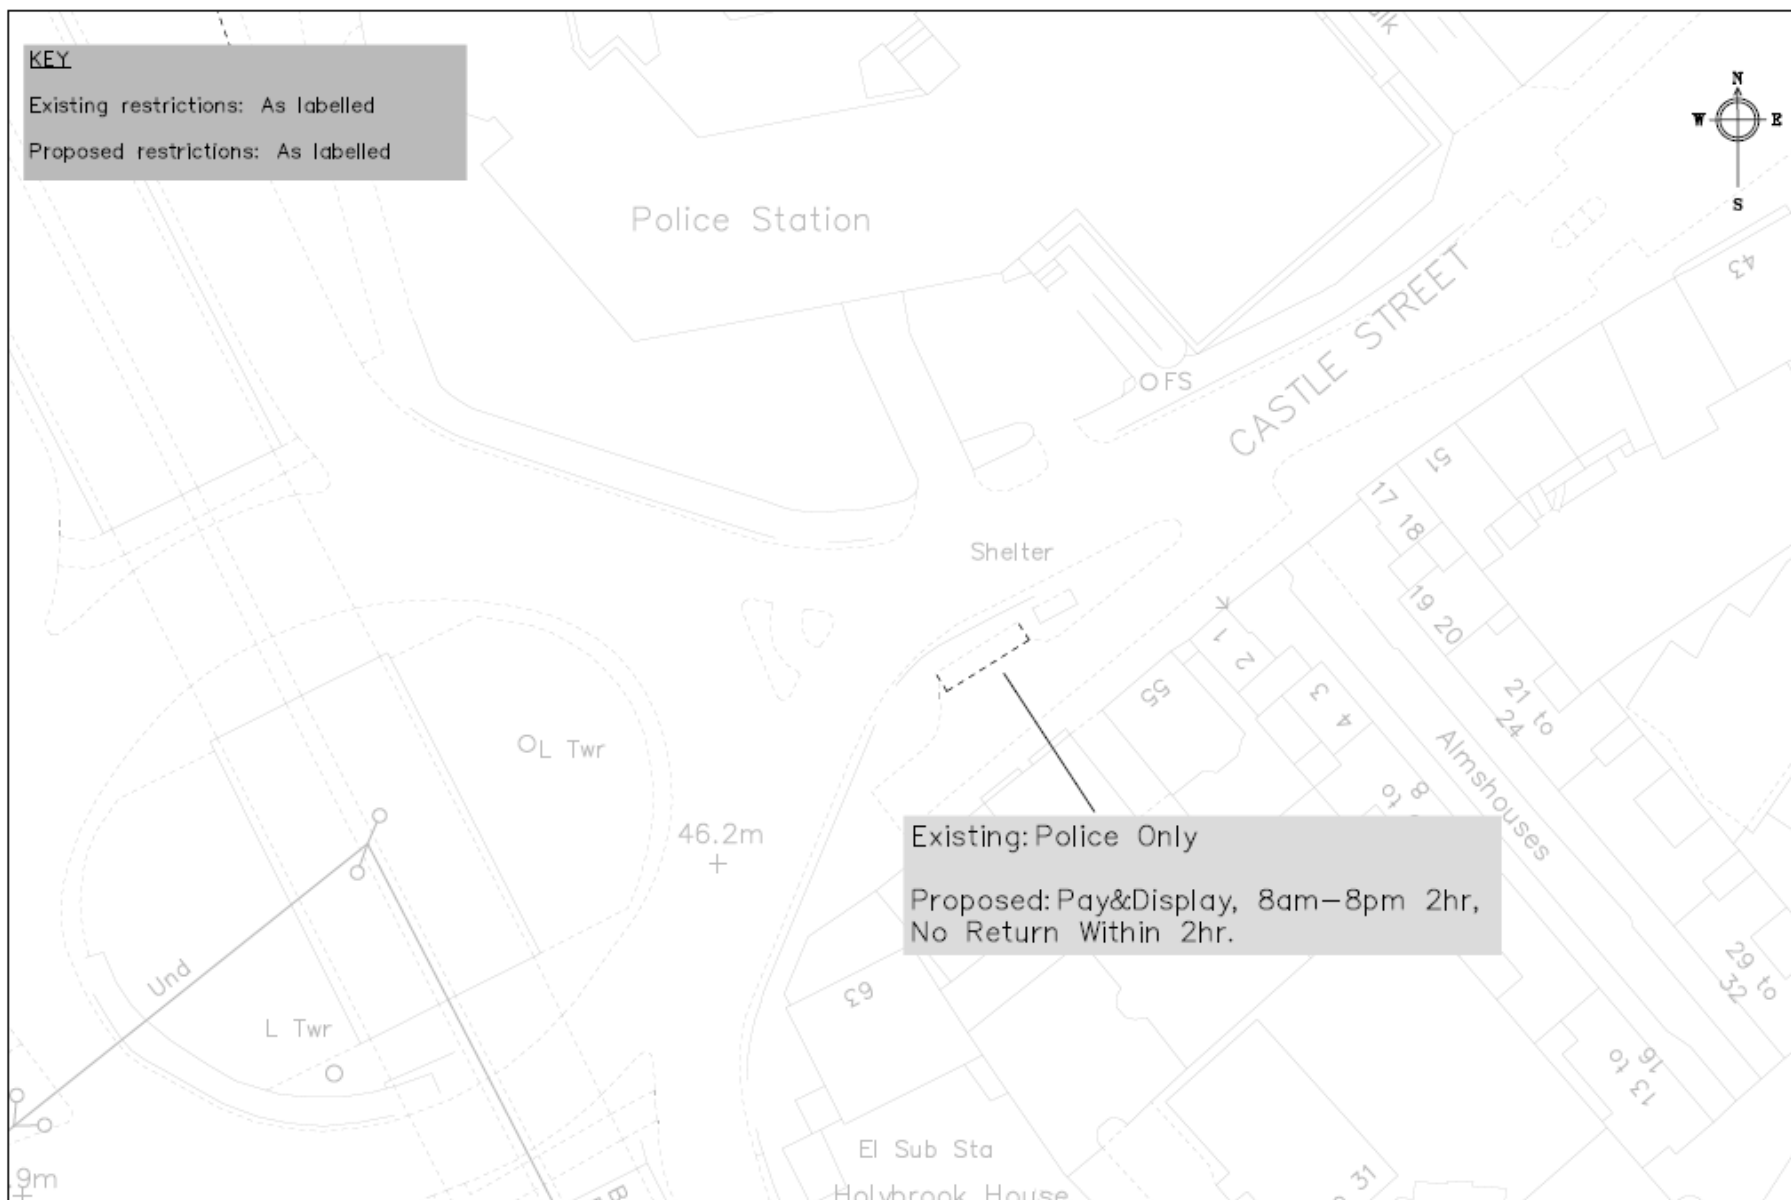 KEY
Existing restrictions: As labelled
Proposed restrictions: As labelled
N
W E
S
Police Station
CASTLE STREET
43
FS
51
17 18
Shelter
19 20
1
2
3
4
55
21 to
24
L Twr
Almshouses
8
to
46.2m
Existing: Police Only
Proposed: Pay&Display, 8am-8pm 2hr,
No Return Within 2hr.
Und
63
29 to
32
L Twr
13 to
16
El Sub Sta
31
9m
Holybrook House
B